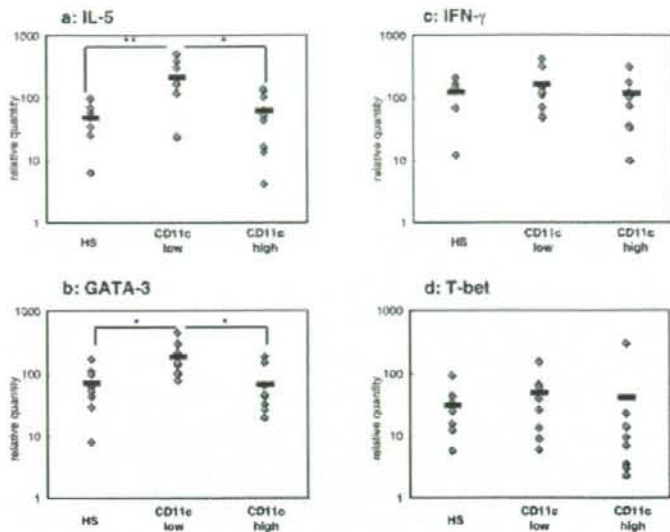 a: IL-5
**
*
1000
100
10
1
relative quantity
HS
CD11c low
CD11c high
c: IFN-γ
1000
100
10
1
relative quantity
HS
CD11c low
CD11c high
b: GATA-3
*
*
1000
100
10
1
relative quantity
HS
CD11c low
CD11c high
d: T-bet
1000
100
10
1
relative quantity
HS
CD11c low
CD11c high